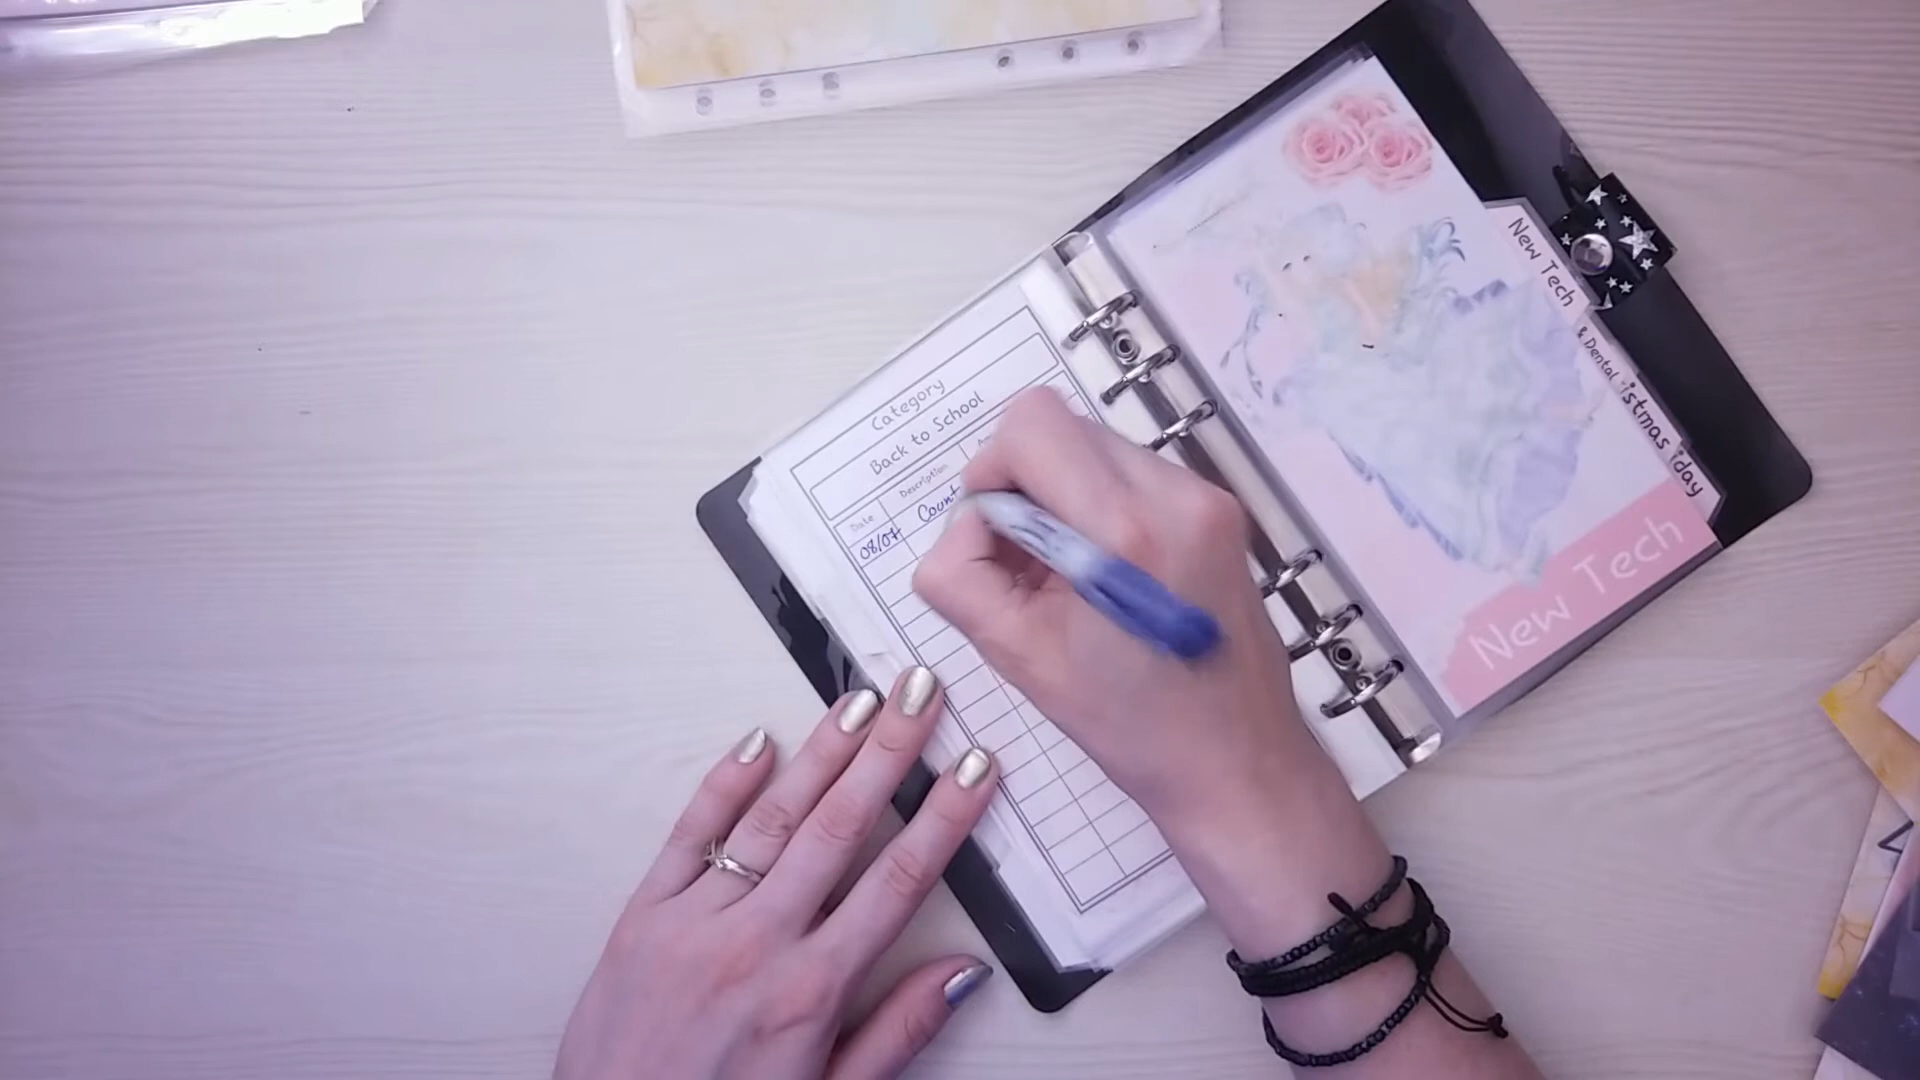 Category
Back to School
Date Description
08/07 Count
New Tech
& Dental
istmas
iday
New Tech